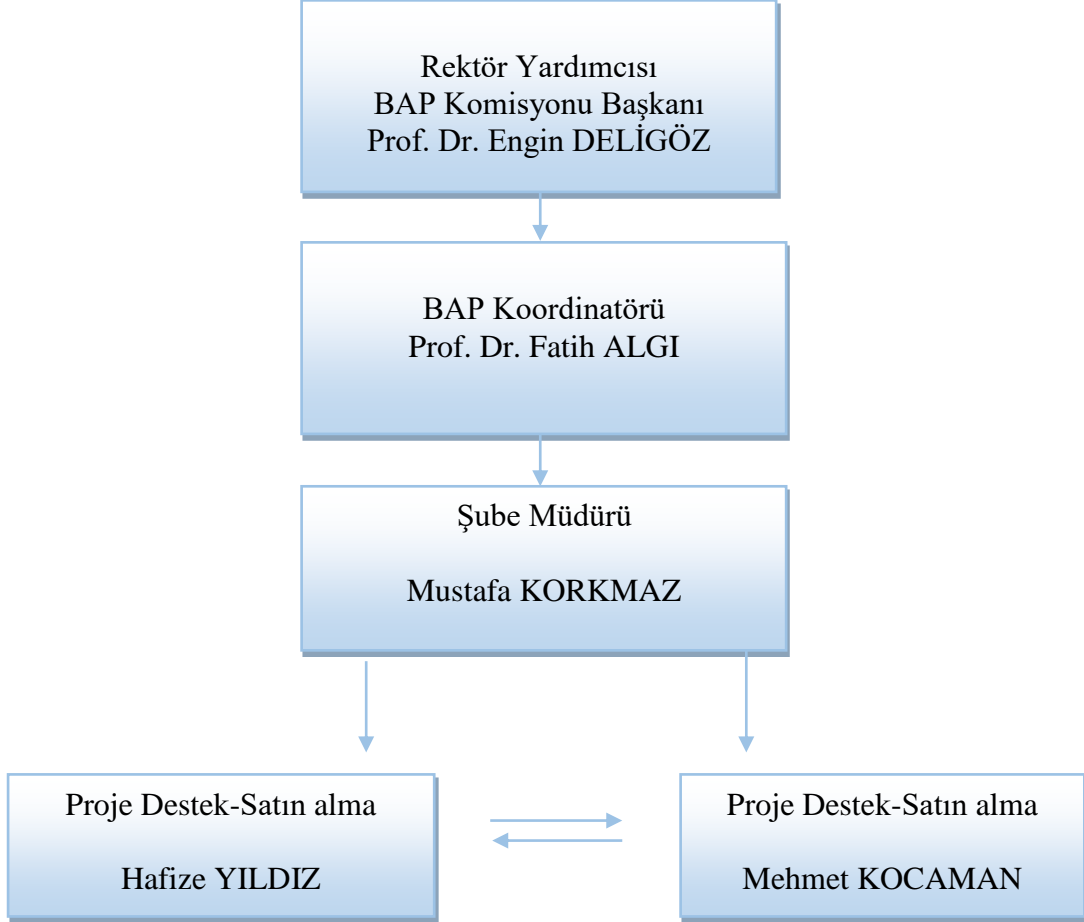 Rektör Yardımcısı
BAP Komisyonu Başkanı
Prof. Dr. Engin DELİGÖZ
BAP Koordinatörü
Prof. Dr. Fatih ALGI
Şube Müdürü
Mustafa KORKMAZ
Proje Destek-Satın alma
Hafize YILDIZ
Proje Destek-Satın alma
Mehmet KOCAMAN